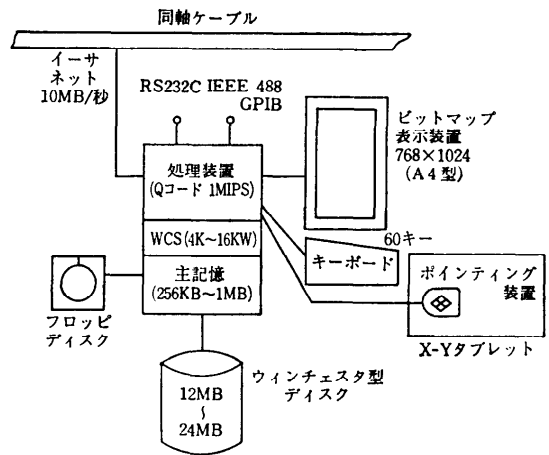 同軸ケーブル
イーサ
ネット
10MB/秒
RS232C IEEE 488
GPIB
ビットマップ
表示装置
768×1024
(A4型)
処理装置
(Qコード 1MIPS)
WCS(4K~16KW)
主記憶
(256KB~1MB)
60キー
キーボード
ポインティング
装置
X-Yタブレット
フロッピ
ディスク
ウィンチェスタ型
ディスク
12MB
~
24MB